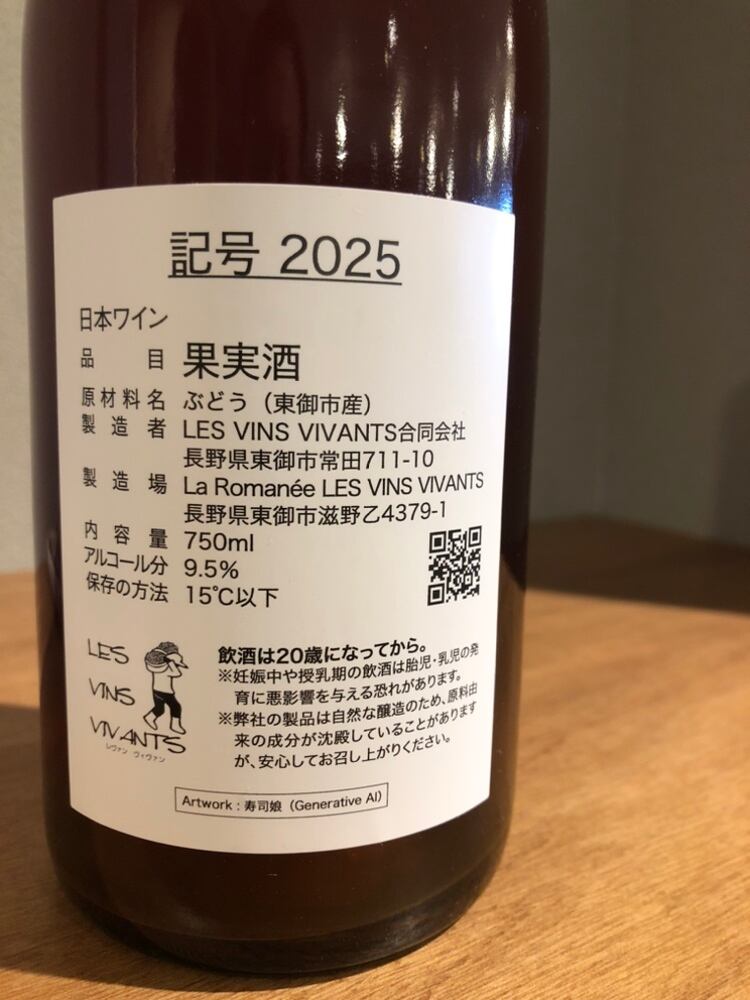 記号 2025
日本ワイン
品目 果実酒
原材料名 ぶどう（東御市産）
製造者 LES VINS VIVANTS合同会社
長野県東御市常田711-10
製造場 La Romanée LES VINS VIVANTS
長野県東御市滋野乙4379-1
内容量 750ml
アルコール分 9.5%
保存の方法 15℃以下
LES
VINS
VIVANTS
レヴァン ヴィヴァン
飲酒は20歳になってから。
※妊娠中や授乳期の飲酒は胎児・乳児の発
育に悪影響を与える恐れがあります。
※弊社の製品は自然な醸造のため、原料由
来の成分が沈殿していることがあります
が、安心してお召し上がりください。
Artwork : 寿司娘（Generative AI）